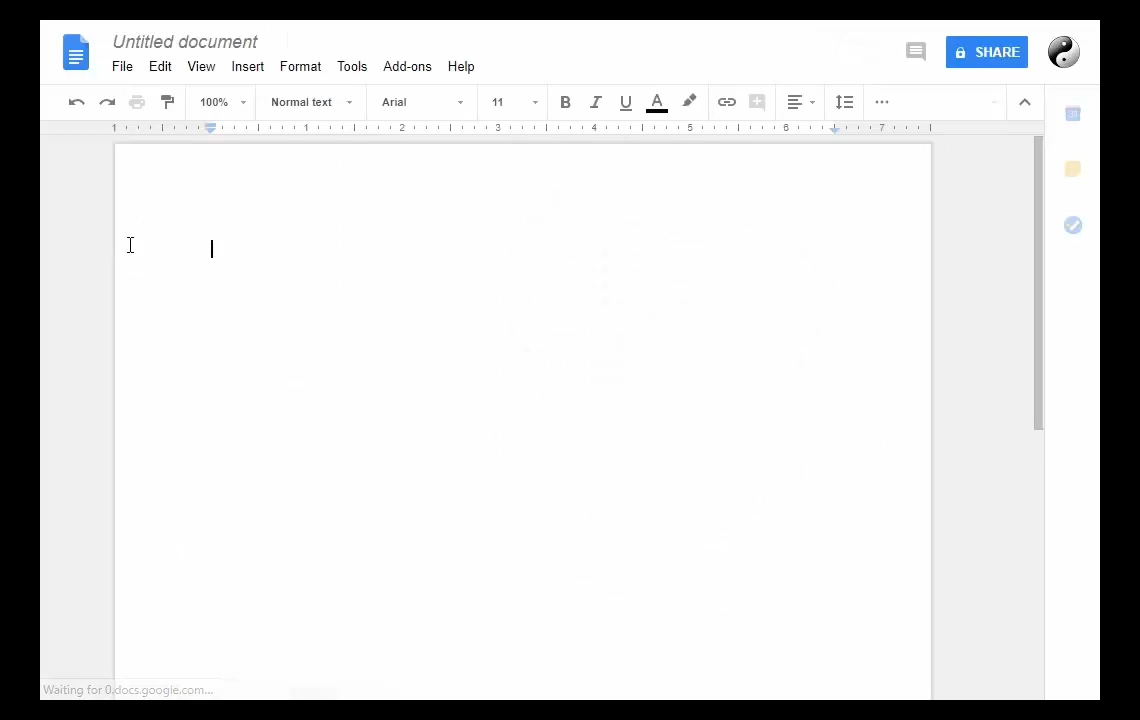 Untitled document
SHARE
File Edit View Insert Format Tools Add-ons Help
100% Normal text Arial 11 B I U A
1 1 2 3 4 5 6 7
31
Waiting for 0.docs.google.com...